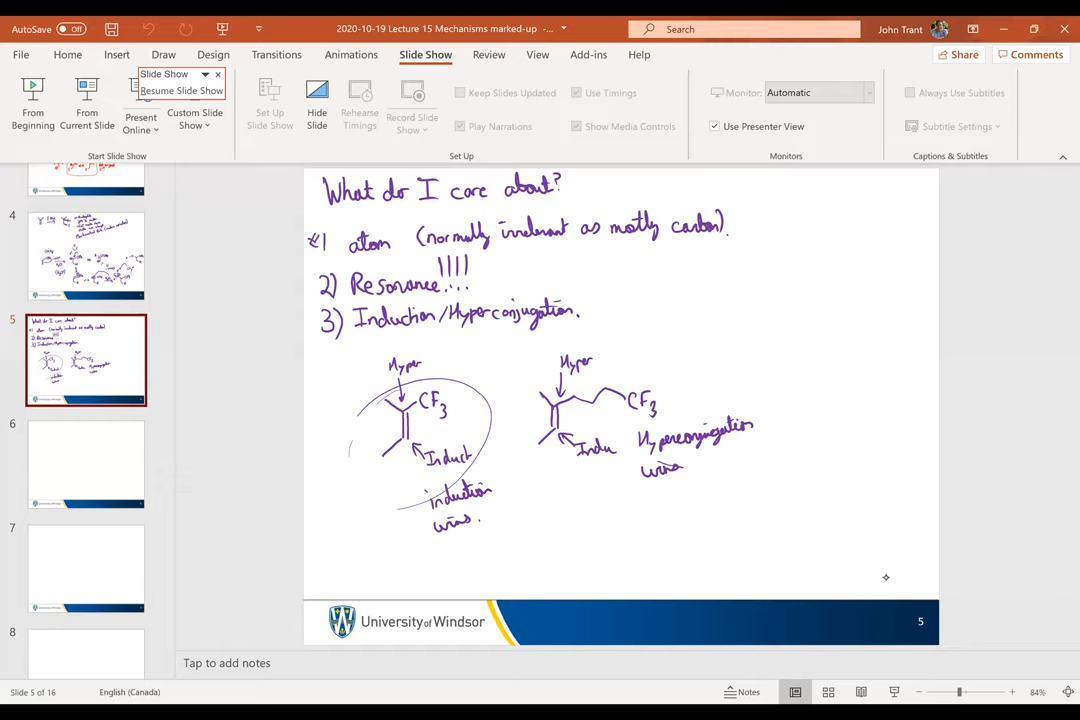 AutoSave Off
2020-10-19 Lecture 15 Mechanisms marked-up - ...
Search
John Trant
File Home Insert Draw Design Transitions Animations Slide Show Review View Add-ins Help
Share Comments
Slide Show
Resume Slide Show
From Beginning
From Current Slide
Present Online
Custom Slide Show
Set Up Slide Show
Hide Slide
Rehearse Timings
Record Slide Show
Keep Slides Updated
Play Narrations
Use Timings
Show Media Controls
Monitor: Automatic
Use Presenter View
Always Use Subtitles
Subtitle Settings
Start Slide Show
Set Up
Monitors
Captions & Subtitles
4
5
6
7
8
What do I care about?
#1 atom (normally irrelevant as mostly carbon).
2) Resonance!!!!
3) Induction/Hyperconjugation.
Hyper
CF3
Induct
induction
wins.
Hyper
CF3
Indu
Hyperconjugation
wins
University of Windsor
5
Tap to add notes
Slide 5 of 16
English (Canada)
Notes
84%